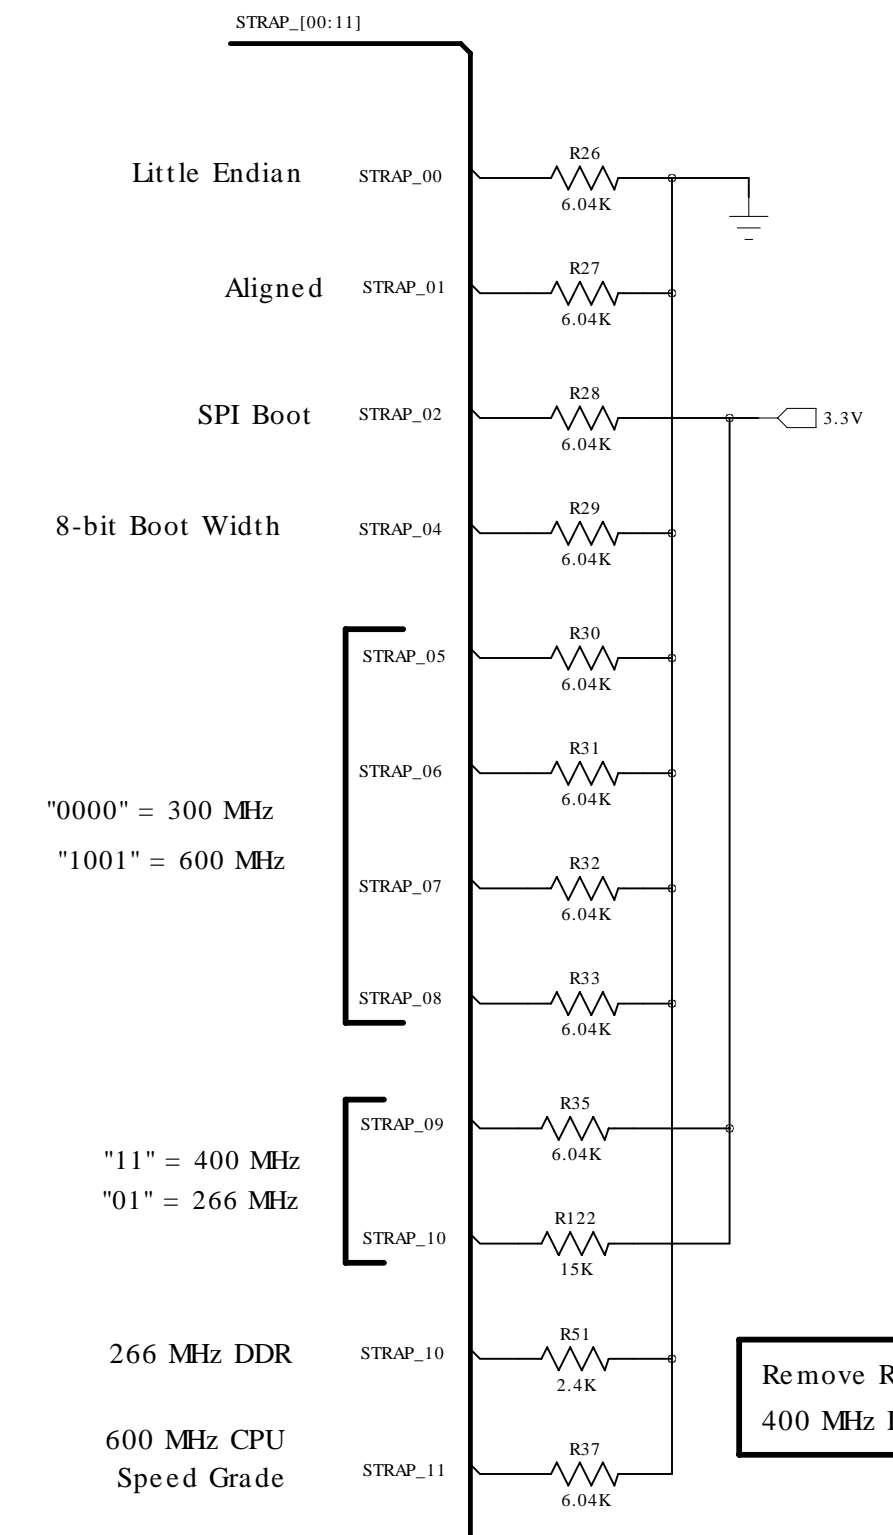 STRAP_[00:11]
R26
Little Endian STRAP_00
6.04K
R27
Aligned STRAP_01
6.04K
R28
SPI Boot STRAP_02 3.3V
6.04K
R29
8-bit Boot Width STRAP_04
6.04K
R30
STRAP_05
6.04K
R31
STRAP_06
6.04K
"0000" = 300 MHz
"1001" = 600 MHz
R32
STRAP_07
6.04K
R33
STRAP_08
6.04K
R35
STRAP_09
6.04K
"11" = 400 MHz
"01" = 266 MHz
R122
STRAP_10
15K
R51
266 MHz DDR STRAP_10
2.4K
Remove
400 MHz
600 MHz CPU
Speed Grade
R37
STRAP_11
6.04K